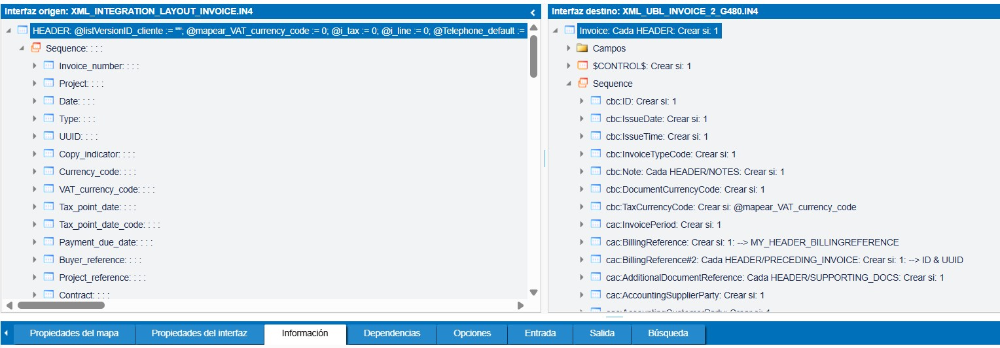 Interfaz origen: XML_INTEGRATION_LAYOUT_INVOICE.IN4
HEADER: @listVersionID_cliente := ""; @mapear_VAT_currency_code := 0; @i_tax := 0; @i_line := 0; @Telephone_default :=
Sequence: : : :
Invoice_number: : : :
Project: : : :
Date: : : :
Type: : : :
UUID: : : :
Copy_indicator: : : :
Currency_code: : : :
VAT_currency_code: : : :
Tax_point_date: : : :
Tax_point_date_code: : : :
Payment_due_date: : : :
Buyer_reference: : : :
Project_reference: : : :
Contract: : : :
Interfaz destino: XML_UBL_INVOICE_2_G480.IN4
Invoice: Cada HEADER: Crear si: 1
Campos
$CONTROL$: Crear si: 1
Sequence
cbc:ID: Crear si: 1
cbc:IssueDate: Crear si: 1
cbc:IssueTime: Crear si: 1
cbc:InvoiceTypeCode: Crear si: 1
cbc:Note: Cada HEADER/NOTES: Crear si: 1
cbc:DocumentCurrencyCode: Crear si: 1
cbc:TaxCurrencyCode: Crear si: @mapear_VAT_currency_code
cac:InvoicePeriod: Crear si: 1
cac:BillingReference: Crear si: 1: --> MY_HEADER_BILLINGREFERENCE
cac:BillingReference#2: Cada HEADER/PRECEDING_INVOICE: Crear si: 1: --> ID & UUID
cac:AdditionalDocumentReference: Cada HEADER/SUPPORTING_DOCS: Crear si: 1
cac:AccountingSupplierParty: Crear si: 1
cac:AccountingCustomerParty: Crear si: 1
Propiedades del mapa
Propiedades del interfaz
Información
Dependencias
Opciones
Entrada
Salida
Búsqueda